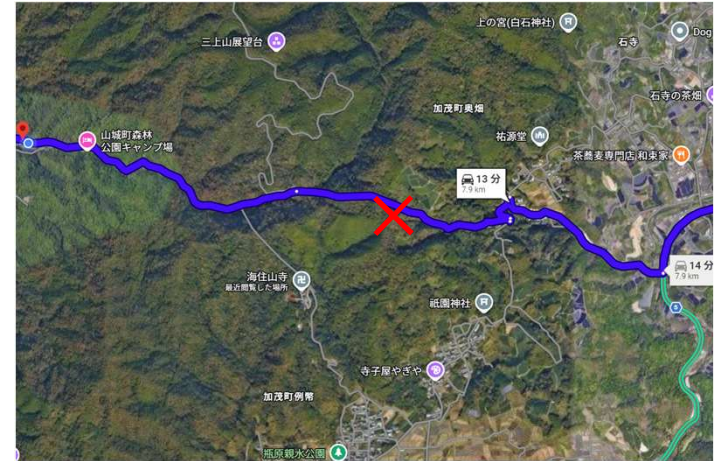 上の宮(白石神社)
Dog
三上山展望台
石寺
石寺の茶畑
加茂町奥畑
山城町森林
公園キャンプ場
祐源堂
茶蕎麦専門店 和束家
13 分
7.9 km
14 分
7.9 km
海住山寺
最近閲覧した場所
祇園神社
5
寺子屋やぎや
加茂町例幣
瓶原親水公園